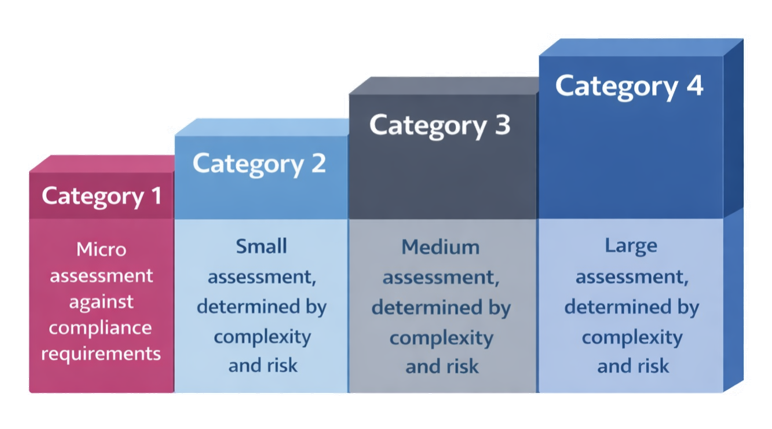 Category 1
Micro
assessment
against
compliance
requirements
Category 2
Small
assessment,
determined by
complexity
and risk
Category 3
Medium
assessment,
determined by
complexity
and risk
Category 4
Large
assessment,
determined by
complexity
and risk